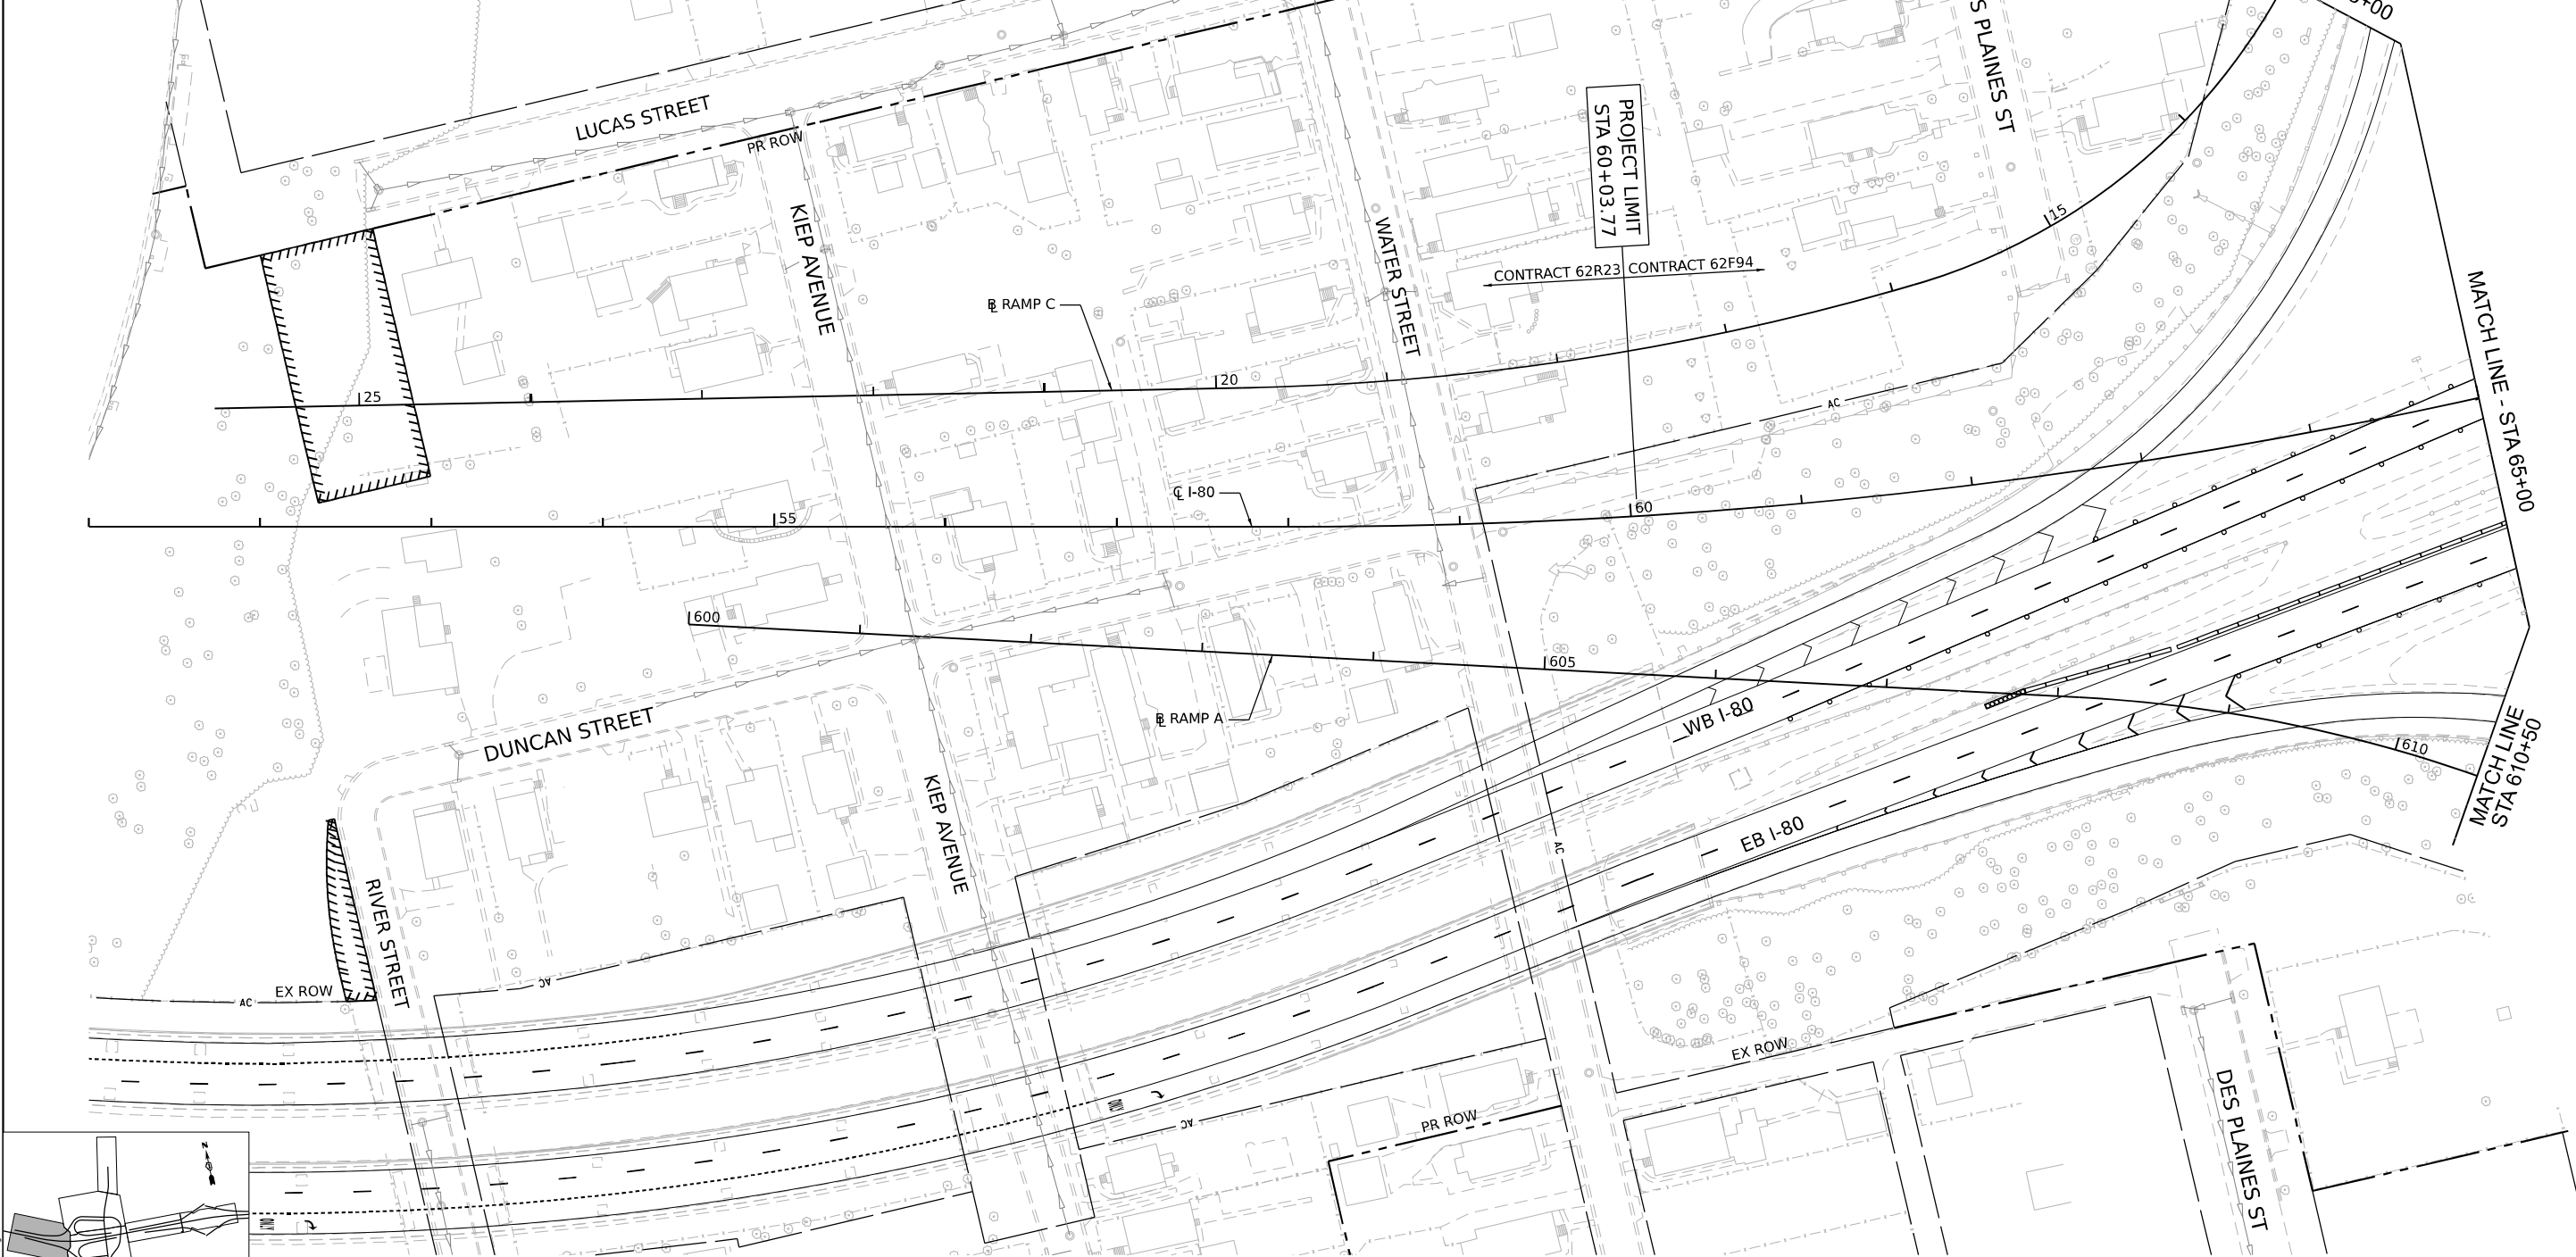 5+00
S PLAINES ST
LUCAS STREET
PR ROW
PROJECT LIMIT
STA 60+03.77
KIEP AVENUE
WATER STREET
15
CONTRACT 62R23
CONTRACT 62F94
℄ RAMP C
MATCH LINE - STA 65+00
20
25
AC
℄ I-80
60
55
600
605
DUNCAN STREET
℄ RAMP A
WB I-80
MATCH LINE
STA 610+50
610
KIEP AVENUE
EB I-80
AC
RIVER STREET
AC
EX ROW
AC
EX ROW
AC
PR ROW
DES PLAINES ST
N